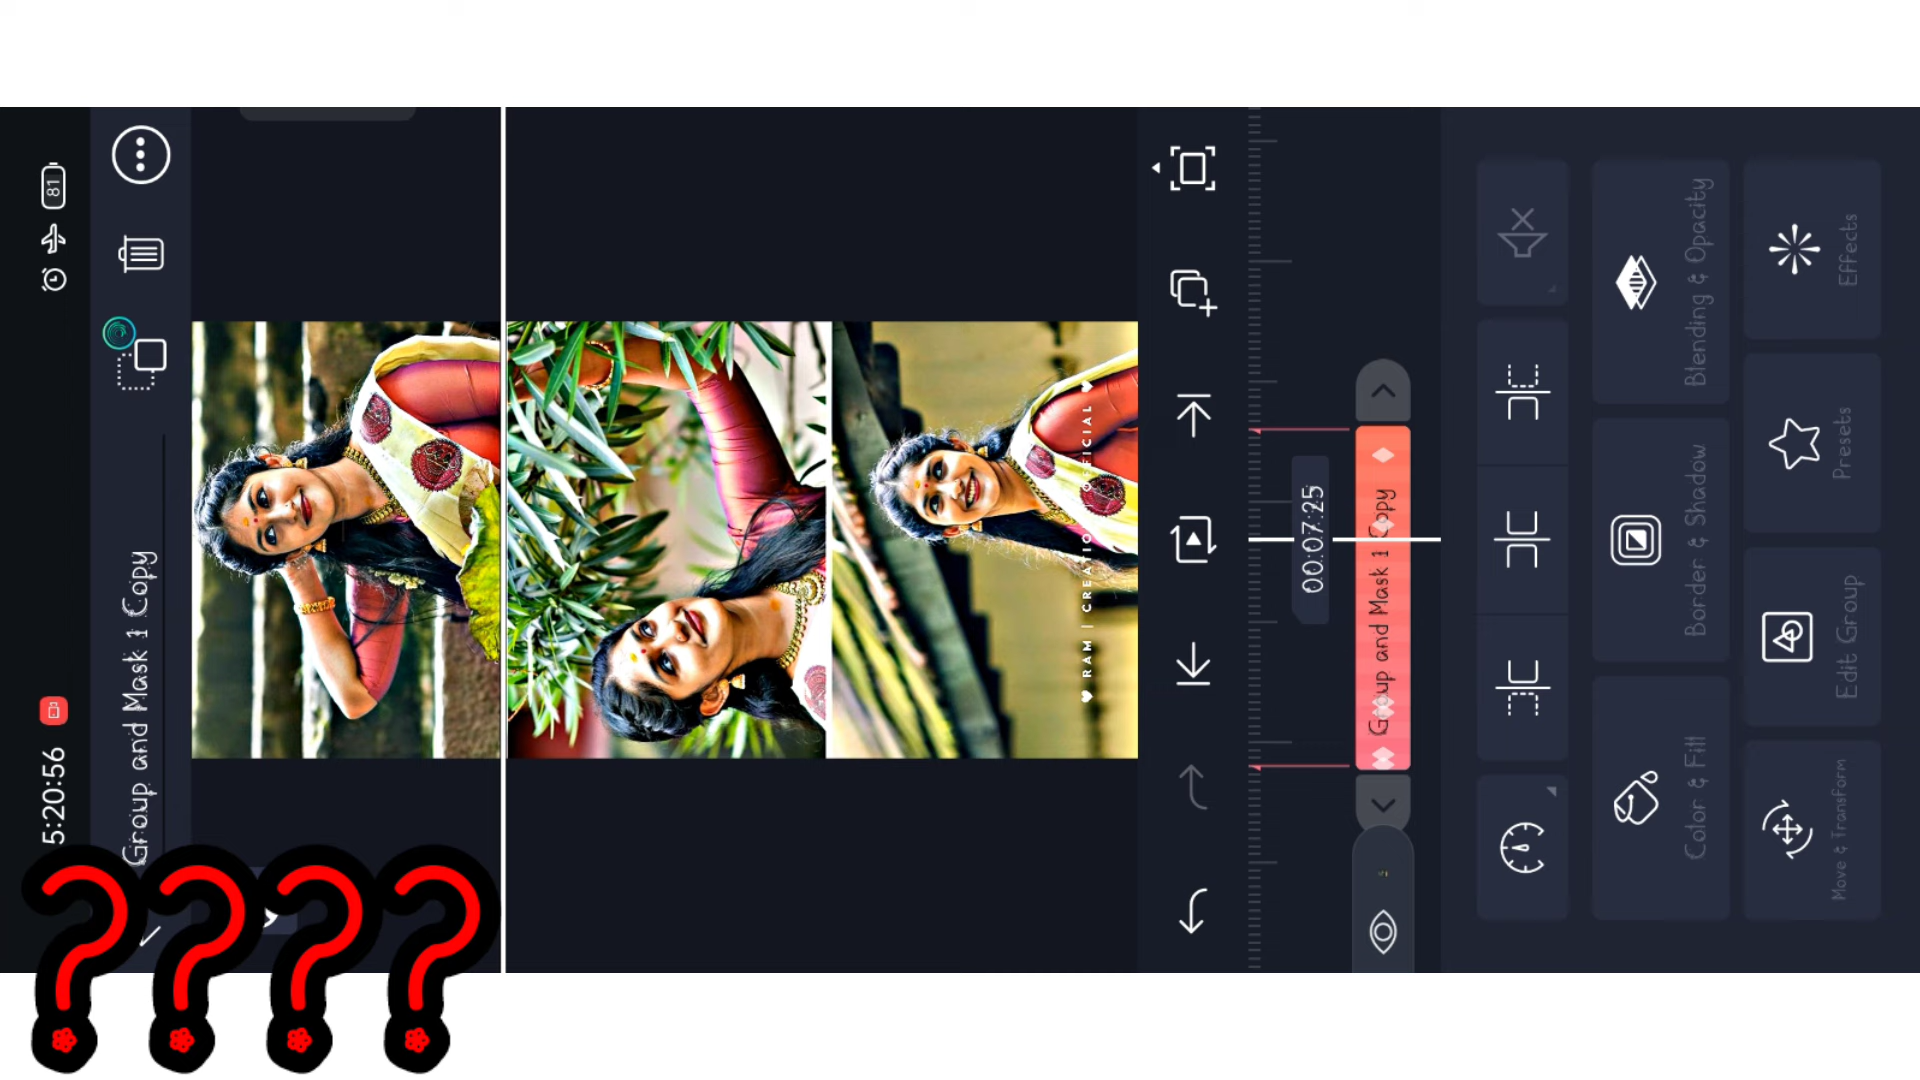 5:20:56
81
Group and Mask 1 Copy
♥ RAM | CREATION OFFICIAL ♥
00:07:25
Group and Mask 1 Copy
Color & Fill
Border & Shadow
Blending & Opacity
Move & Transform
Edit Group
Presets
Effects
????